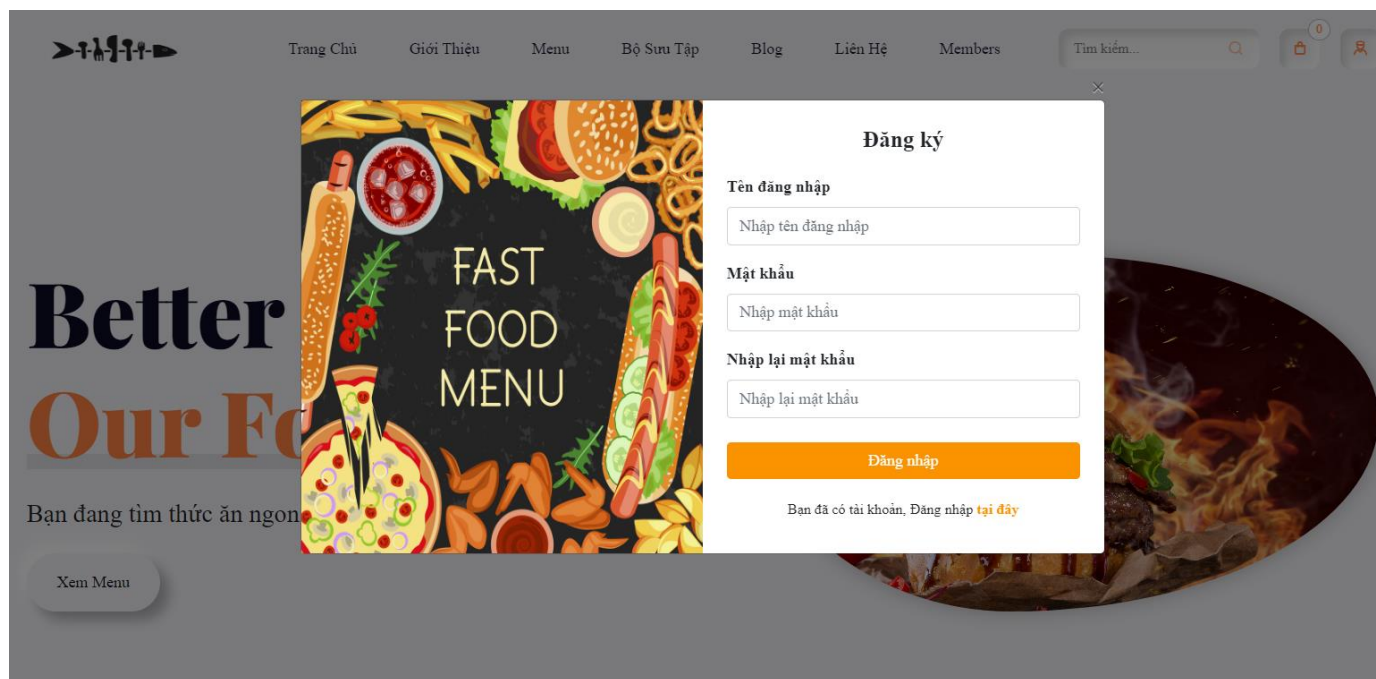 Trang Chủ Giới Thiệu Menu Bộ Sưu Tập Blog Liên Hệ Members Tìm kiếm... 0
×
Đăng ký
Tên đăng nhập
Nhập tên đăng nhập
Mật khẩu
Nhập mật khẩu
Nhập lại mật khẩu
Nhập lại mật khẩu
Đăng nhập
Bạn đã có tài khoản, Đăng nhập tại đây
FAST
FOOD
MENU
Better
Our Fo
Bạn đang tìm thức ăn ngon
Xem Menu